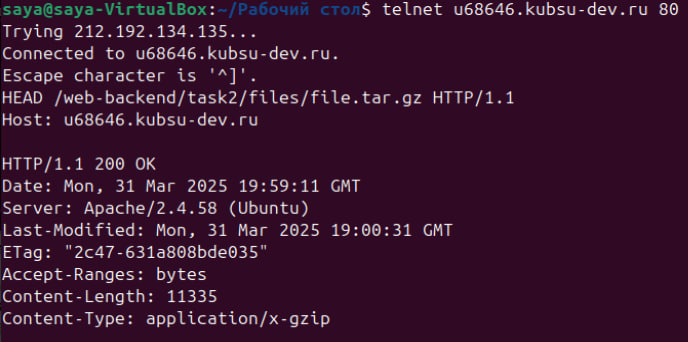 saya@saya-VirtualBox:~/Рабочий стол$ telnet u68646.kubsu-dev.ru 80
Trying 212.192.134.135...
Connected to u68646.kubsu-dev.ru.
Escape character is '^]'.
HEAD /web-backend/task2/files/file.tar.gz HTTP/1.1
Host: u68646.kubsu-dev.ru

HTTP/1.1 200 OK
Date: Mon, 31 Mar 2025 19:59:11 GMT
Server: Apache/2.4.58 (Ubuntu)
Last-Modified: Mon, 31 Mar 2025 19:00:31 GMT
ETag: "2c47-631a808bde035"
Accept-Ranges: bytes
Content-Length: 11335
Content-Type: application/x-gzip